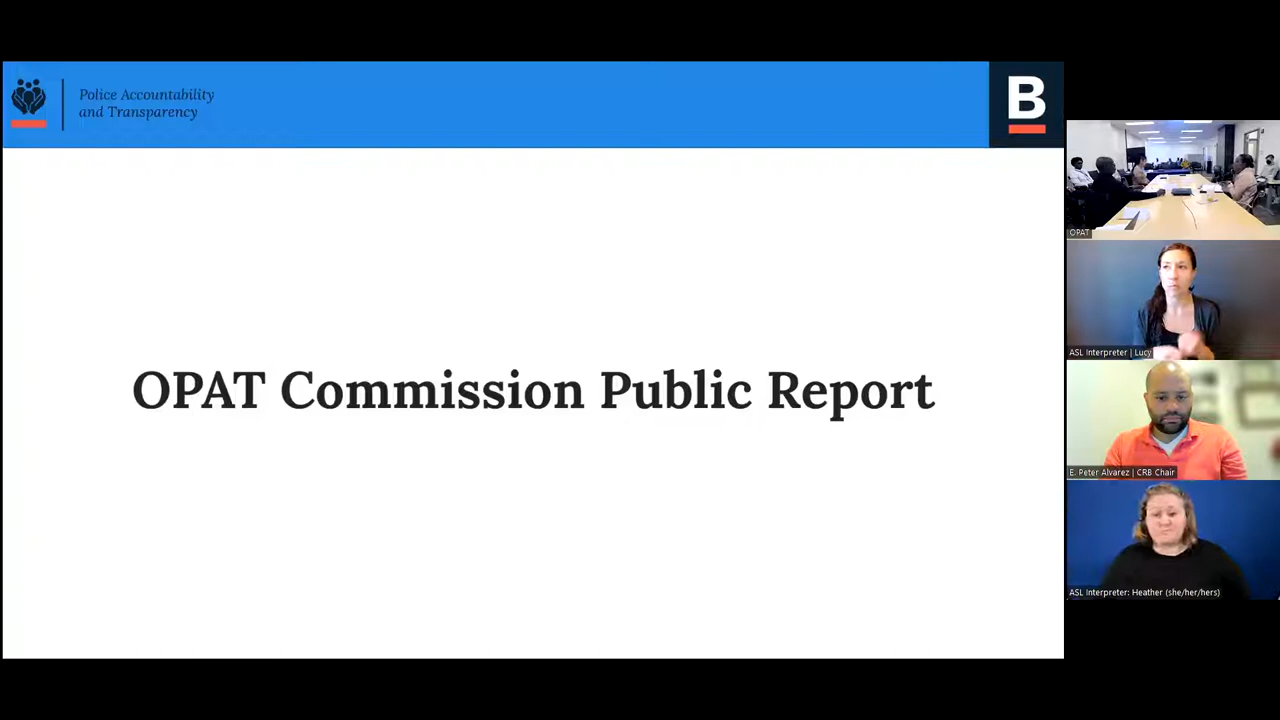 Police Accountability
and Transparency
B
OPAT Commission Public Report
OPAT
ASL Interpreter | Lucy
E. Peter Alvarez | CRB Chair
ASL Interpreter: Heather (she/her/hers)